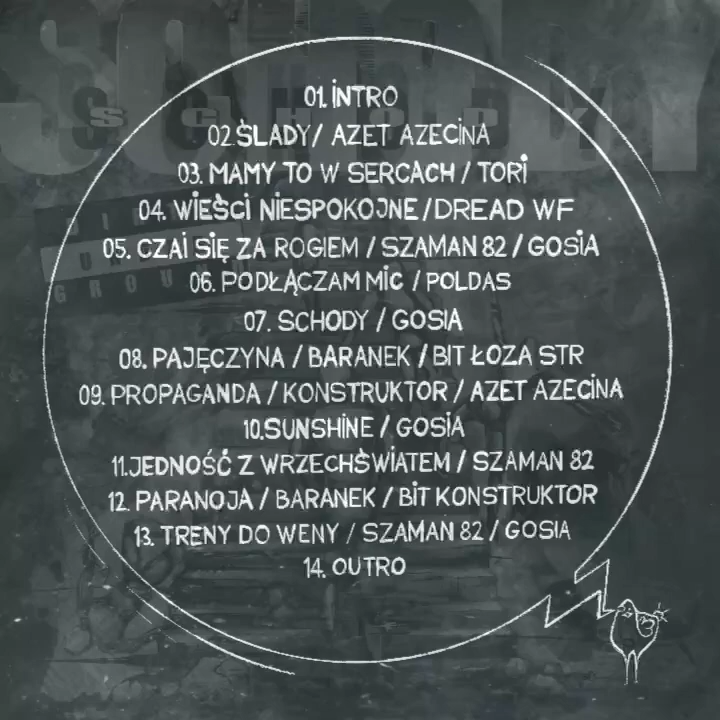 SCHODY
SCHODY
01. INTRO
02. ŚLADY / AZET AZECINA
03. MAMY TO W SERCACH / TORI
04. WIEŚCI NIESPOKOJNE / DREAD WF
05. CZAI SIĘ ZA ROGIEM / SZAMAN 82 / GOSIA
06. PODŁĄCZAM MIC / POLDAS
07. SCHODY / GOSIA
08. PAJĘCZYNA / BARANEK / BIT ŁOZA STR
09. PROPAGANDA / KONSTRUKTOR / AZET AZECINA
10. SUNSHINE / GOSIA
11. JEDNOŚĆ Z WRZECHŚWIATEM / SZAMAN 82
12. PARANOJA / BARANEK / BIT KONSTRUKTOR
13. TRENY DO WENY / SZAMAN 82 / GOSIA
14. OUTRO